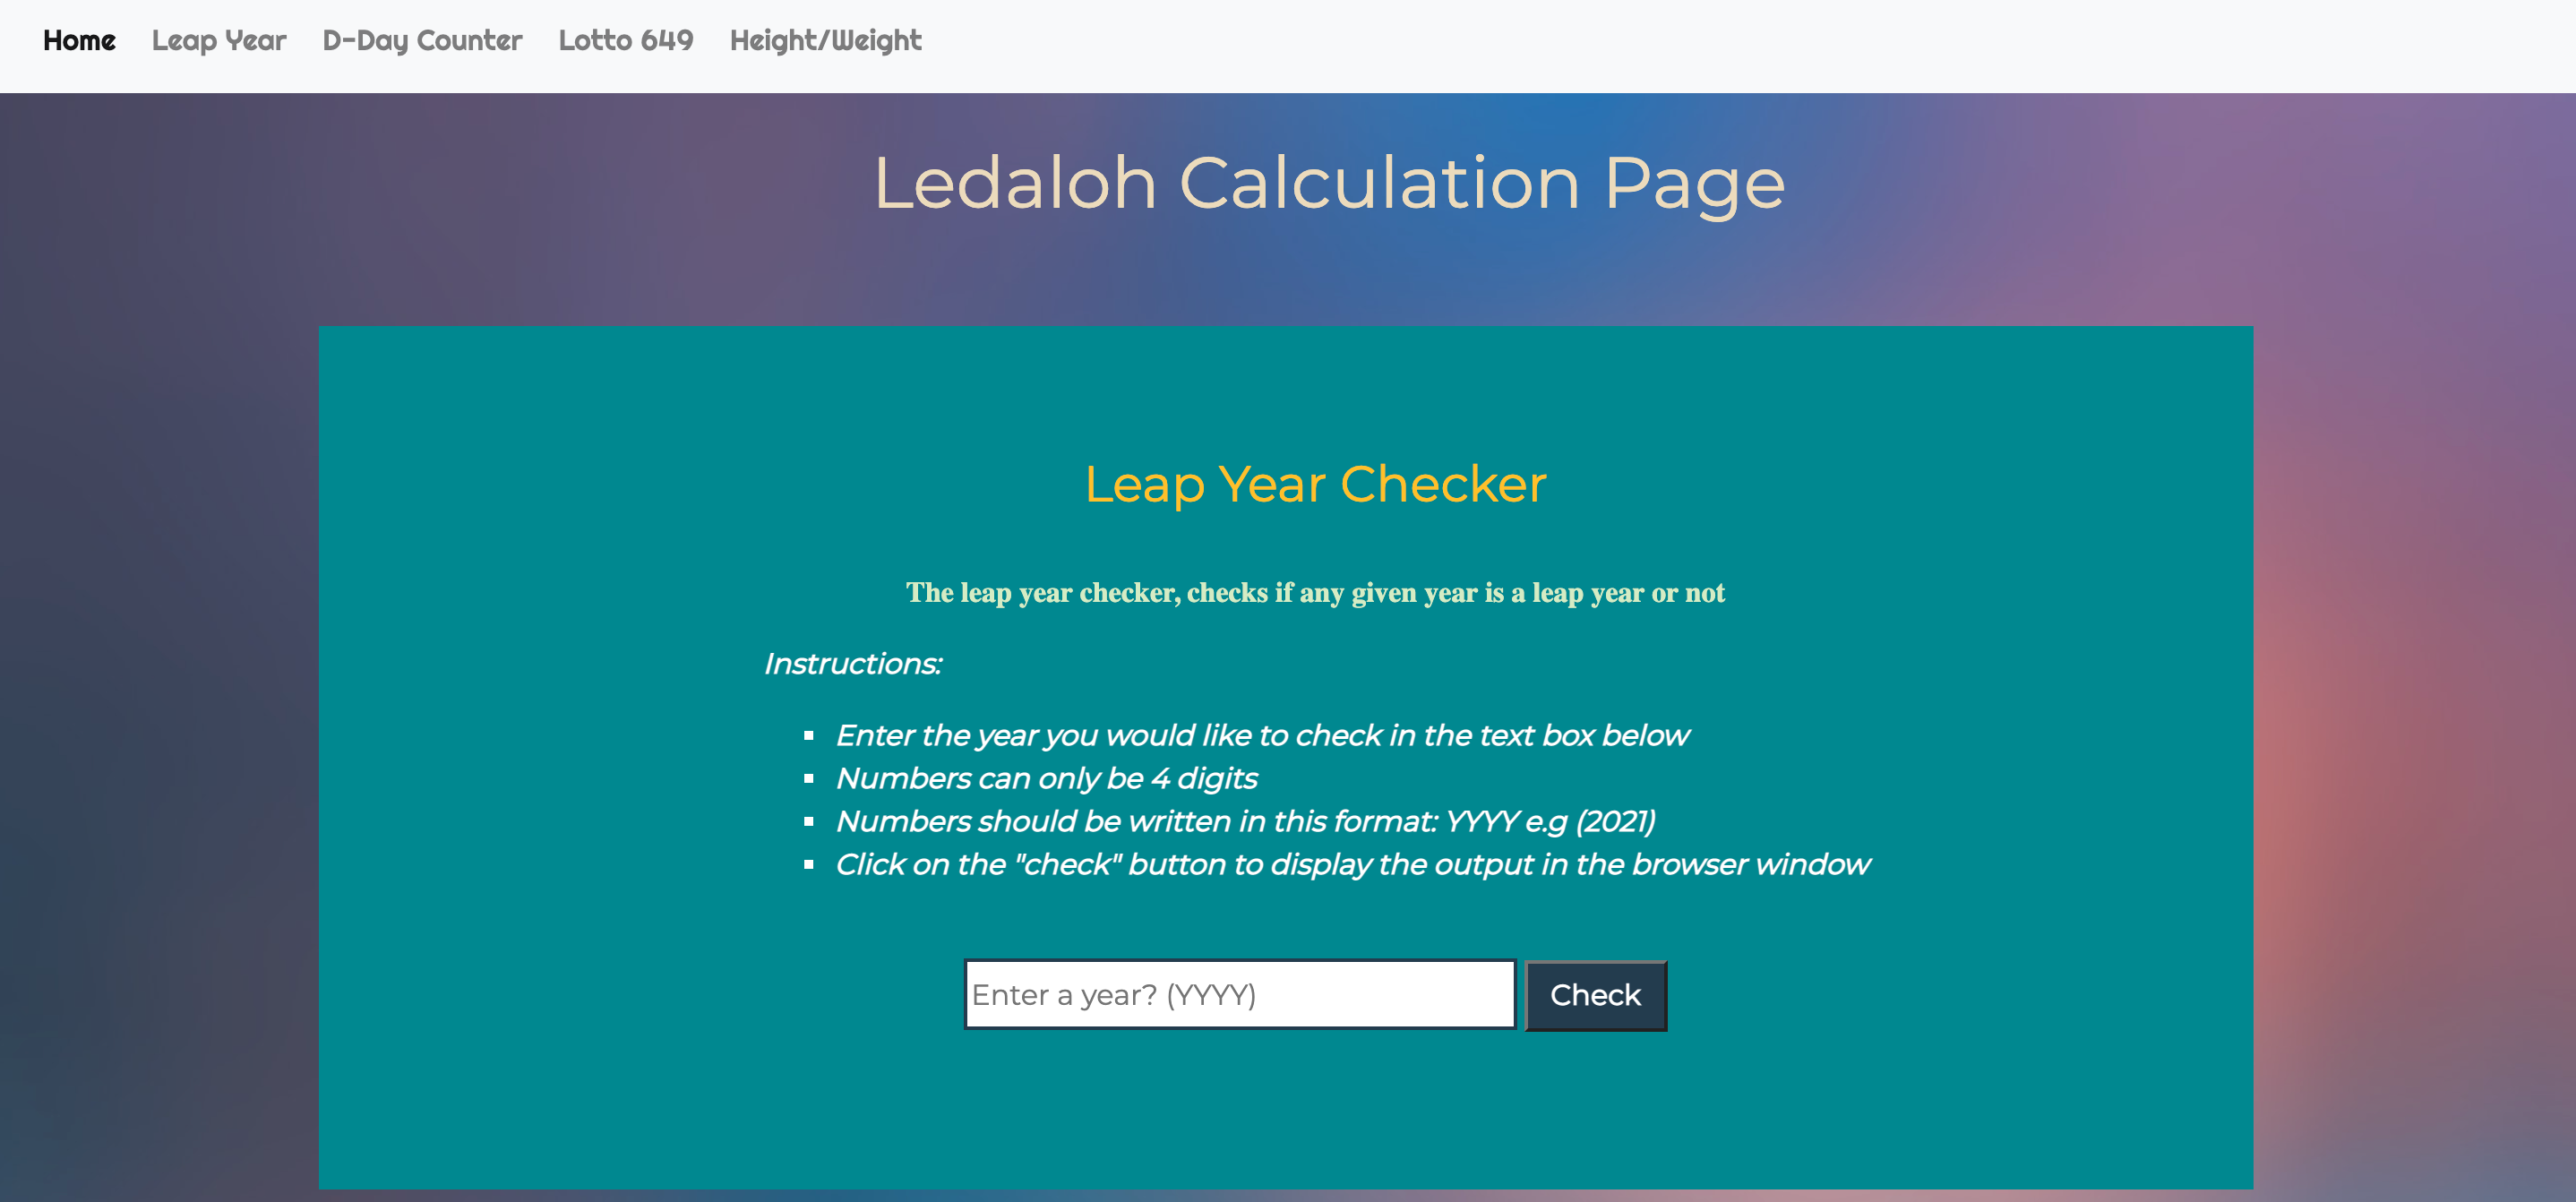 Home Leap Year D-Day Counter Lotto 649 Height/Weight
Ledaloh Calculation Page
Leap Year Checker
The leap year checker, checks if any given year is a leap year or not
Instructions:
Enter the year you would like to check in the text box below
Numbers can only be 4 digits
Numbers should be written in this format: YYYY e.g (2021)
Click on the "check" button to display the output in the browser window
Enter a year? (YYYY) Check